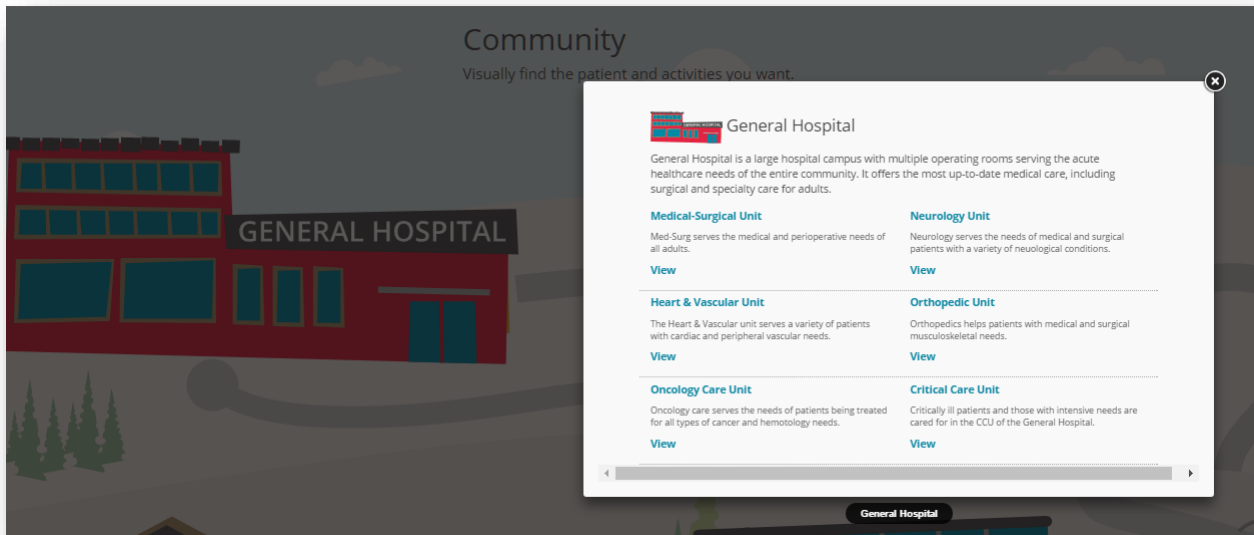 Community
Visually find the patient and activities you want.
GENERAL HOSPITAL
GENERAL HOSPITAL
General Hospital
General Hospital is a large hospital campus with multiple operating rooms serving the acute
healthcare needs of the entire community. It offers the most up-to-date medical care, including
surgical and specialty care for adults.
Medical-Surgical Unit
Med-Surg serves the medical and perioperative needs of
all adults.
View
Neurology Unit
Neurology serves the needs of medical and surgical
patients with a variety of neuological conditions.
View
Heart & Vascular Unit
The Heart & Vascular unit serves a variety of patients
with cardiac and peripheral vascular needs.
View
Orthopedic Unit
Orthopedics helps patients with medical and surgical
musculoskeletal needs.
View
Oncology Care Unit
Oncology care serves the needs of patients being treated
for all types of cancer and hemotology needs.
View
Critical Care Unit
Critically ill patients and those with intensive needs are
cared for in the CCU of the General Hospital.
View
General Hospital